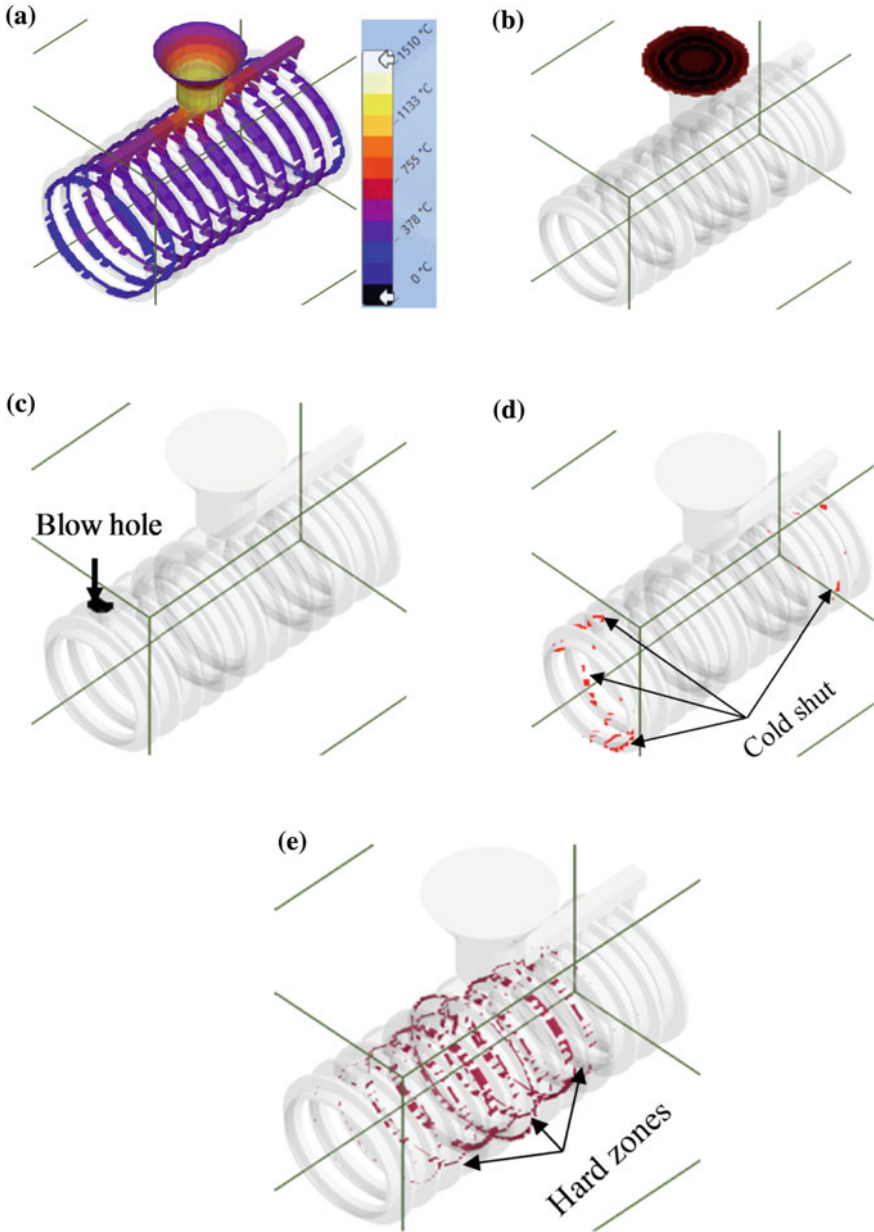 (a)
1510 °C
1133 °C
755 °C
378 °C
0 °C
(b)
(c)
Blow hole
(d)
Cold shut
(e)
Hard zones